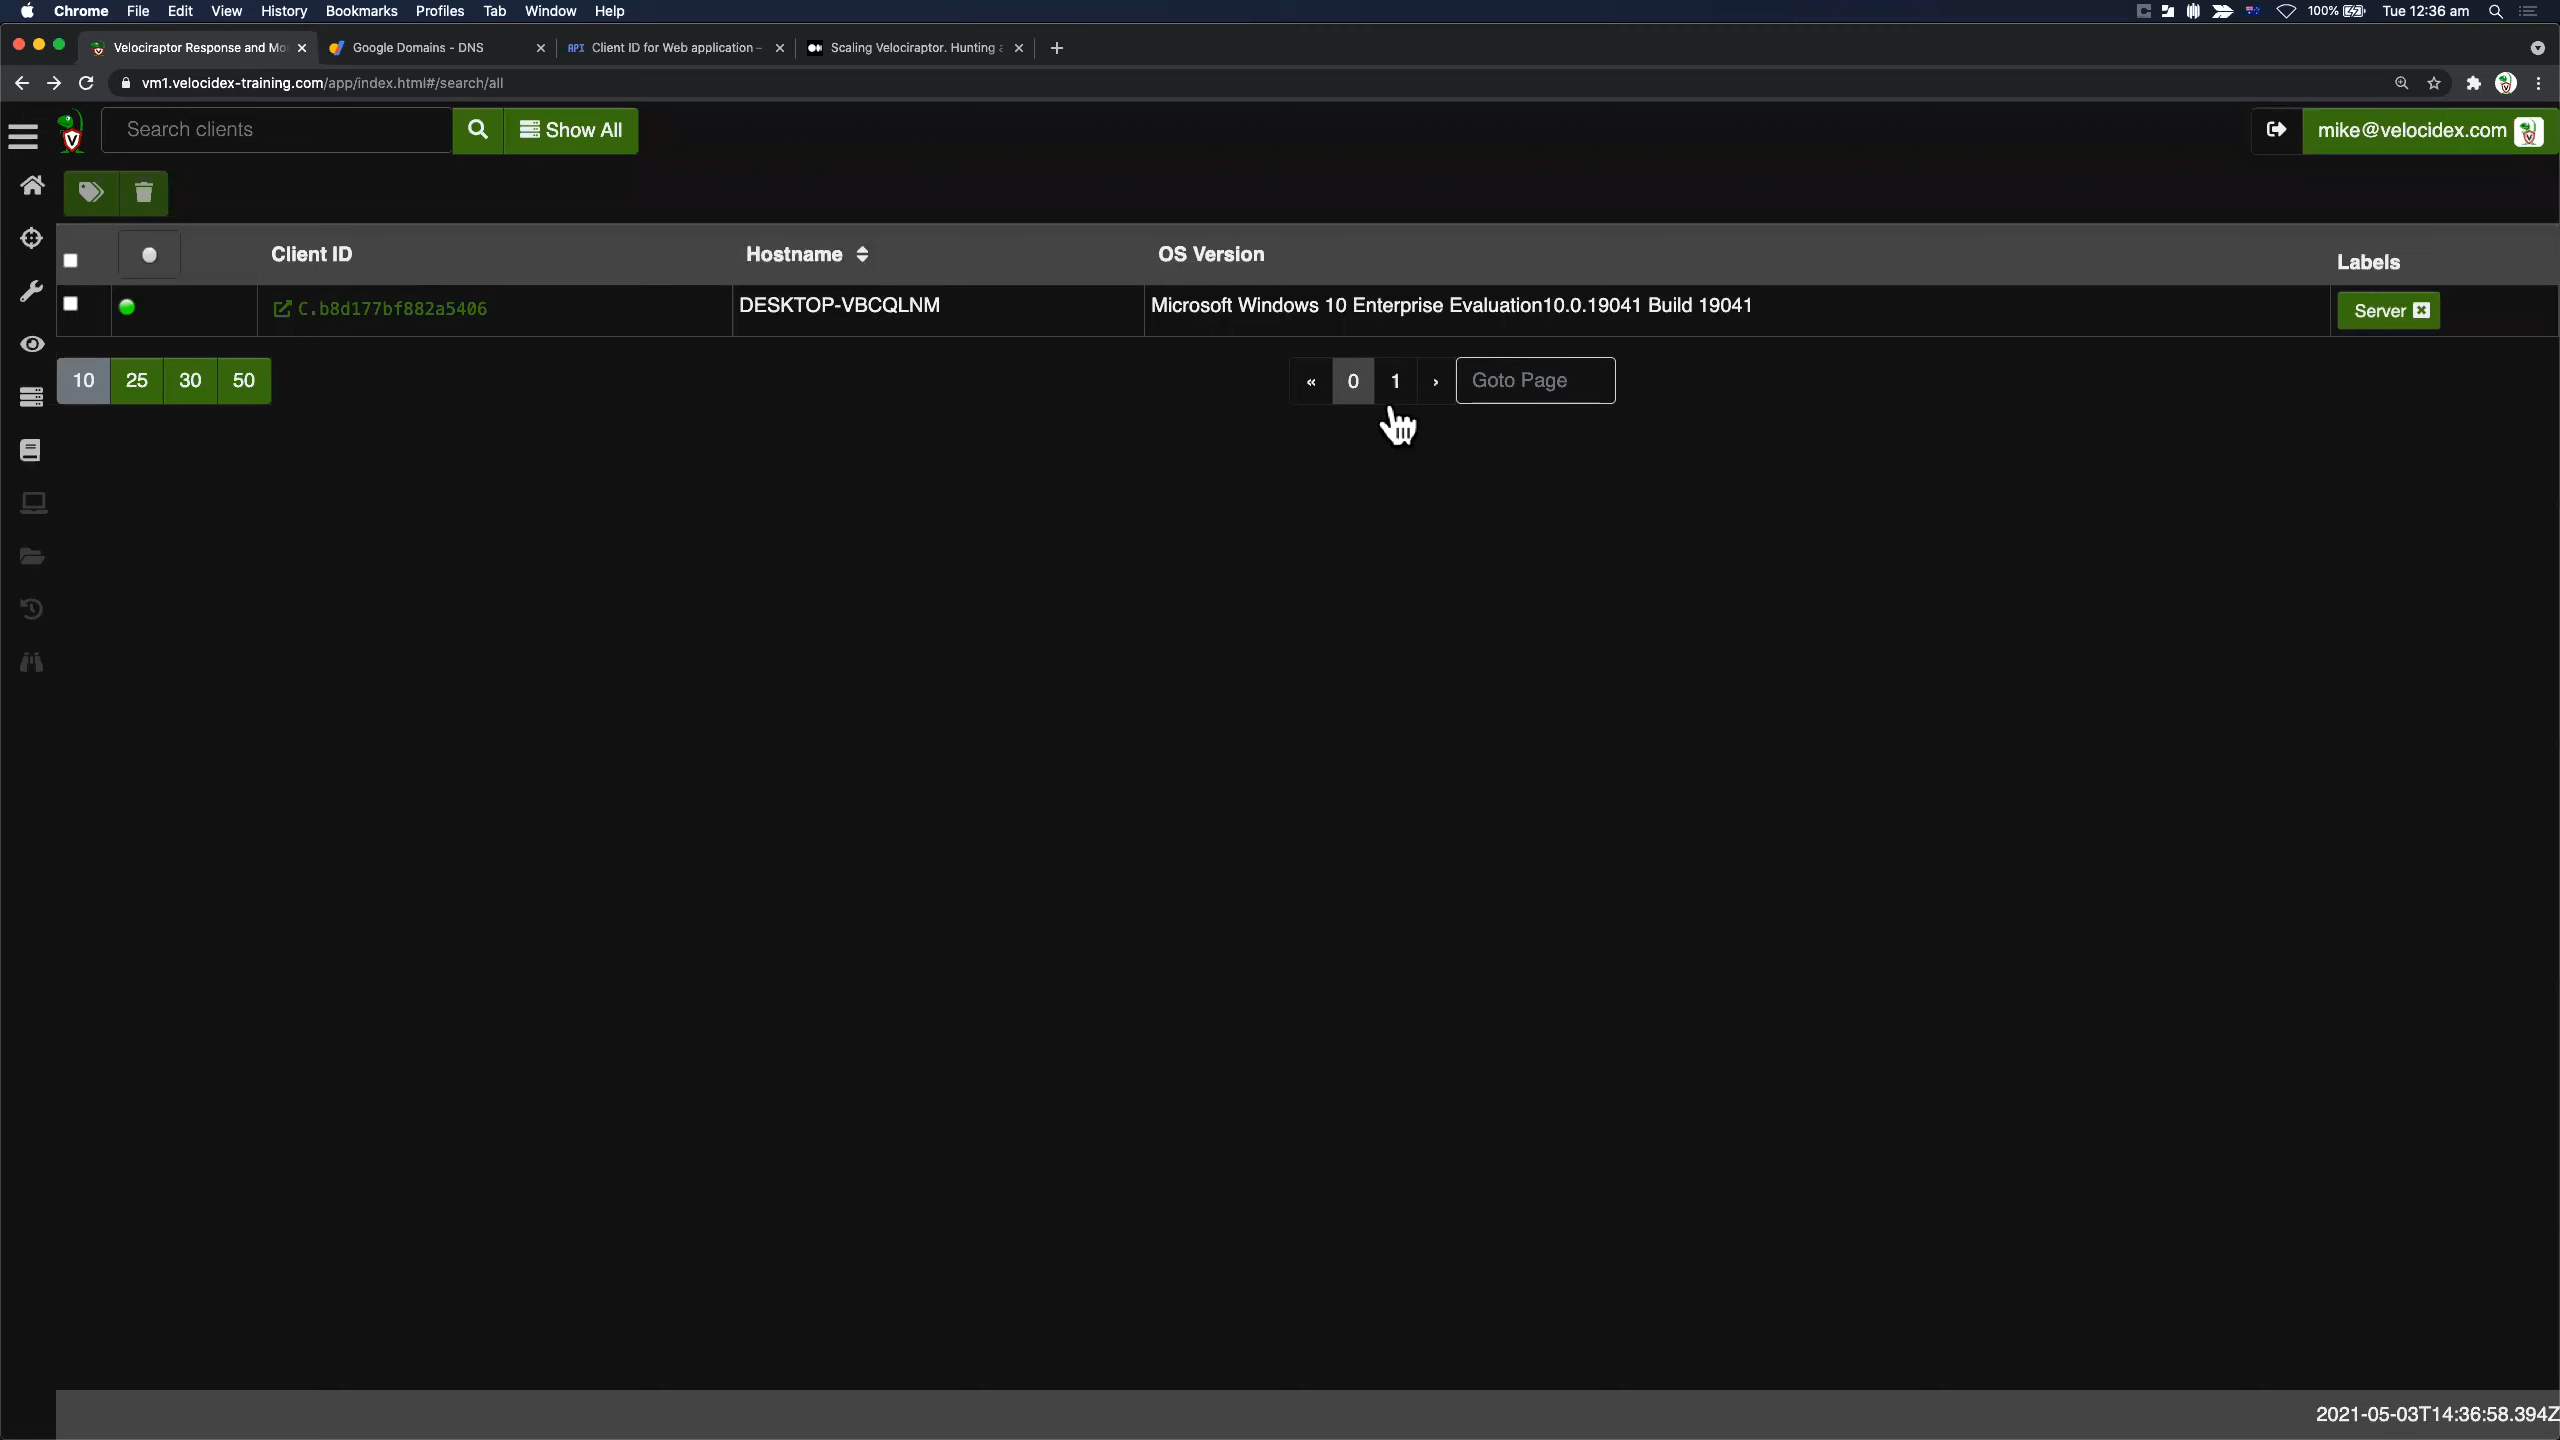 Chrome File Edit View History Bookmarks Profiles Tab Window Help 100% Tue 12:36 am
Velociraptor Response and Mo Google Domains - DNS API Client ID for Web application – Scaling Velociraptor. Hunting a
vm1.velocidex-training.com/app/index.html#/search/all
Search clients Show All mike@velocidex.com
Client ID Hostname OS Version Labels
C.b8d177bf882a5406 DESKTOP-VBCQLNM Microsoft Windows 10 Enterprise Evaluation10.0.19041 Build 19041 Server
10 25 30 50 « 0 1 › Goto Page
2021-05-03T14:36:58.394Z